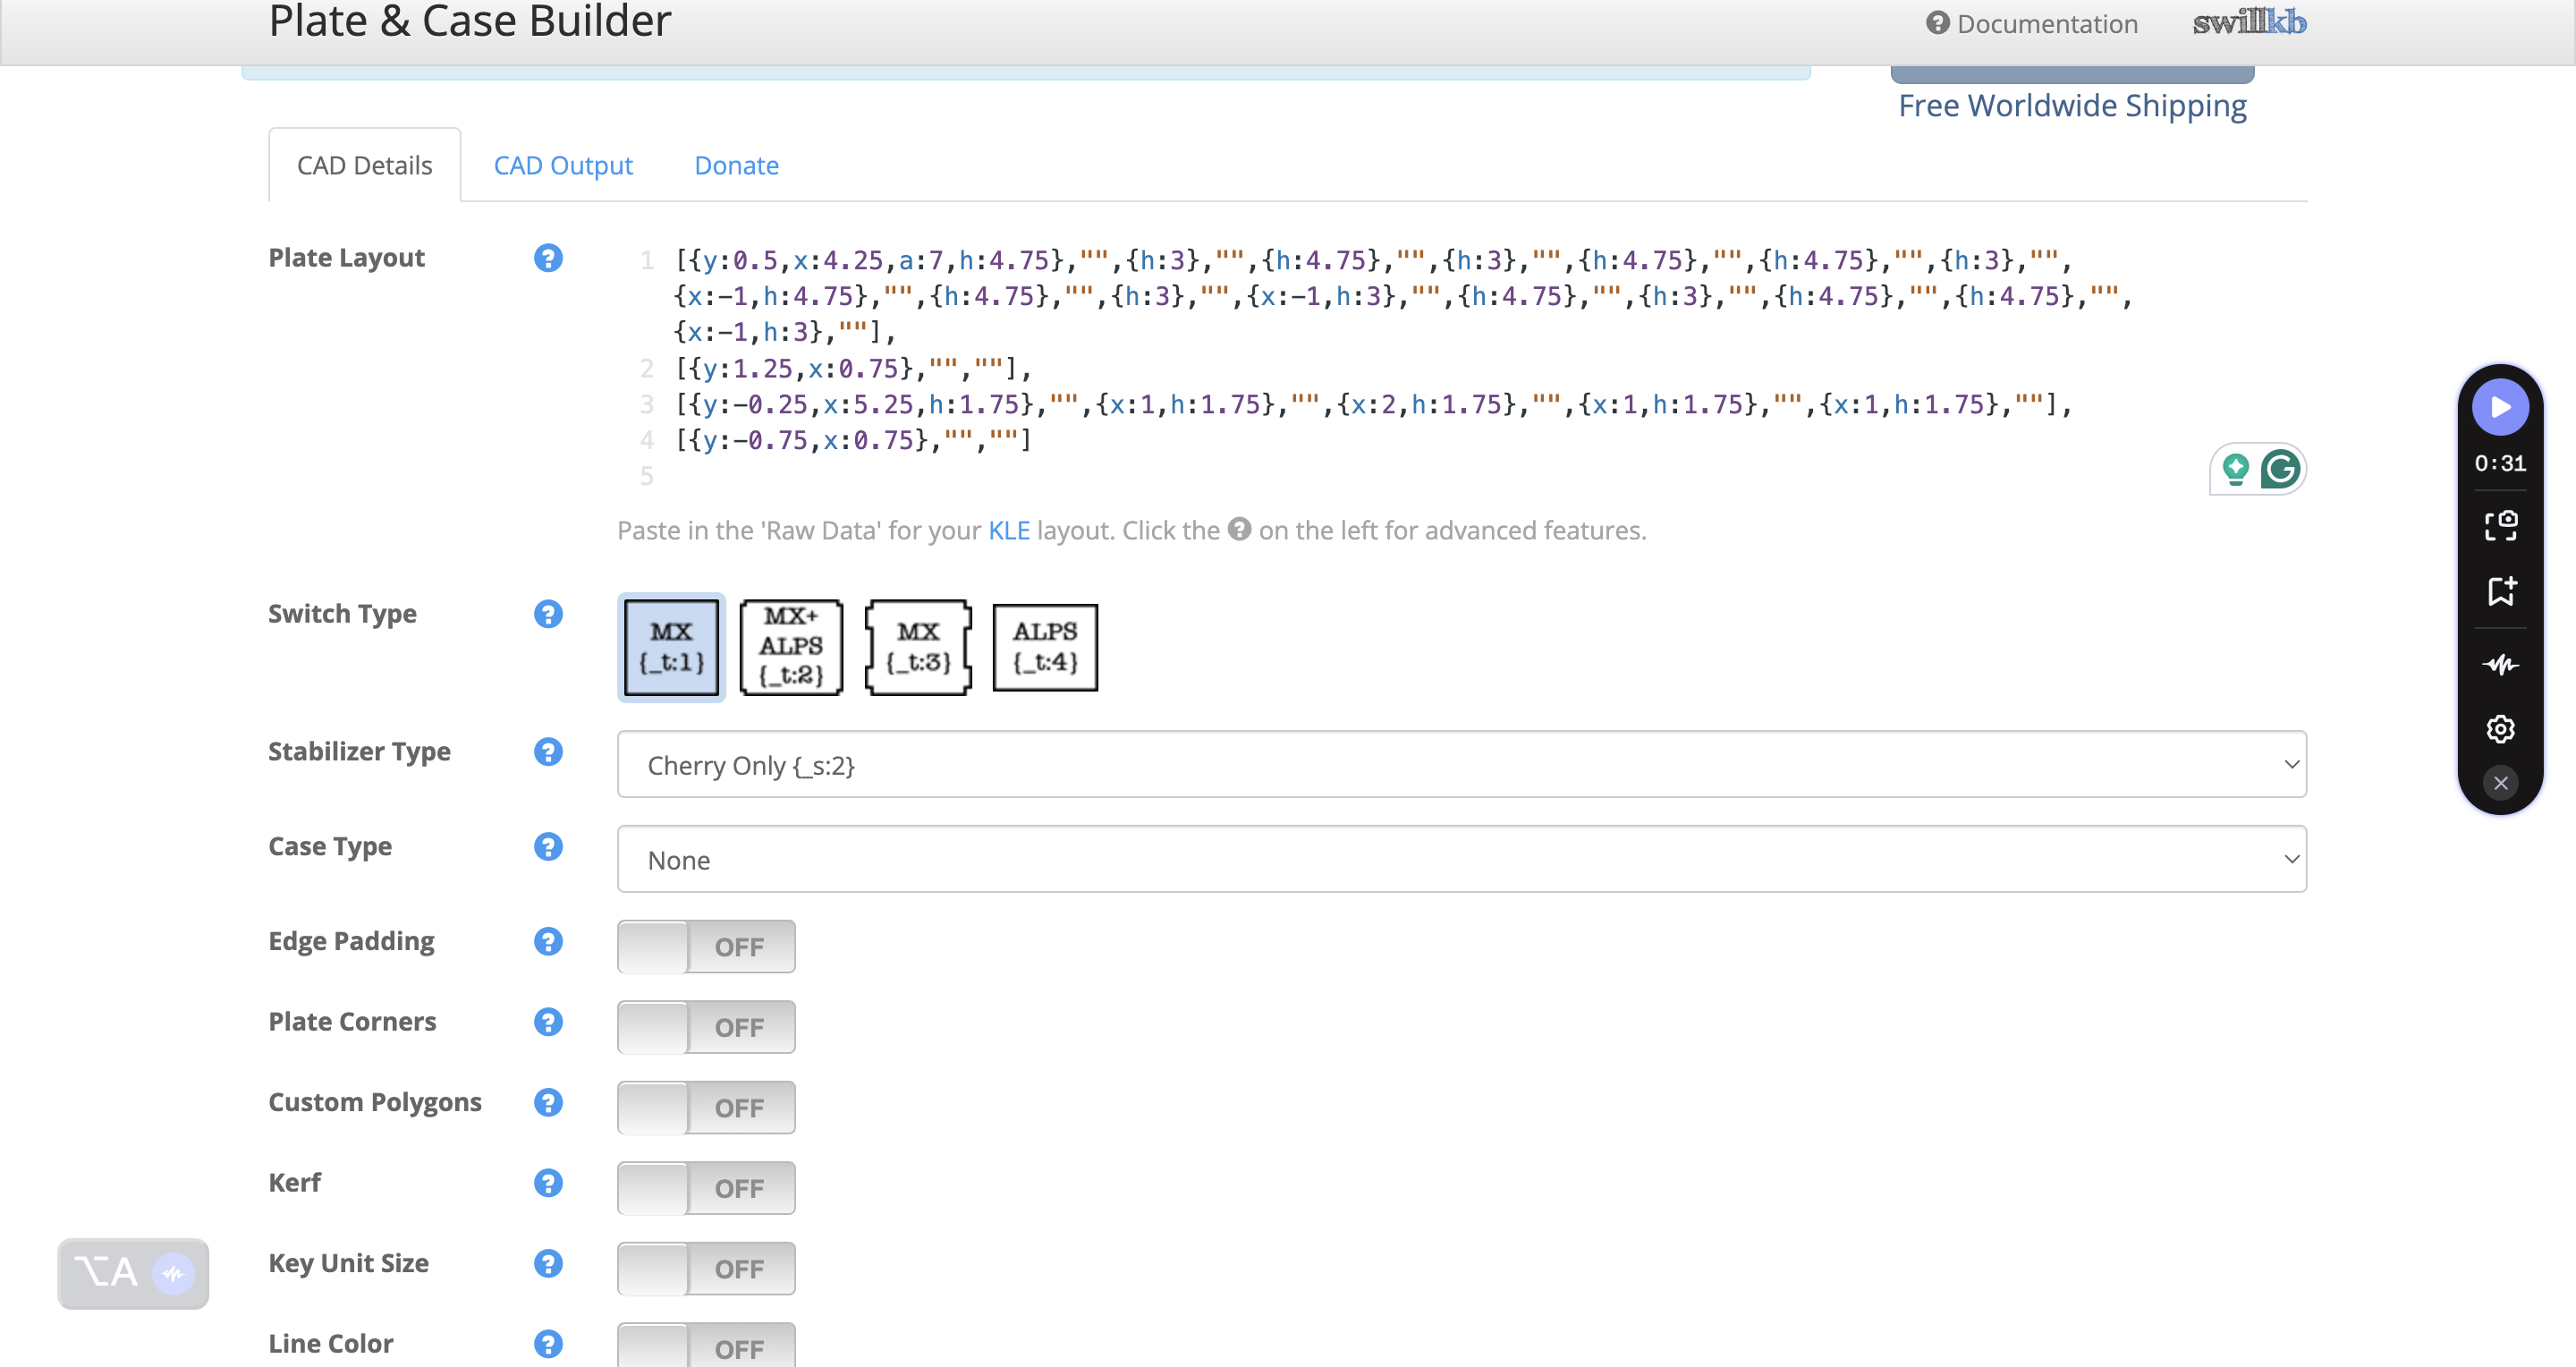 Plate & Case Builder
Documentation
swillkb
Free Worldwide Shipping
CAD Details
CAD Output
Donate
Plate Layout
1 [{y:0.5,x:4.25,a:7,h:4.75},"",{h:3},"",{h:4.75},"",{h:3},"",{h:4.75},"",{h:4.75},"",{h:3},"",
{x:-1,h:4.75},"",{h:4.75},"",{h:3},"",{x:-1,h:3},"",{h:4.75},"",{h:3},"",{h:4.75},"",{h:4.75},"",
{x:-1,h:3},""],
2 [{y:1.25,x:0.75},"",""],
3 [{y:-0.25,x:5.25,h:1.75},"",{x:1,h:1.75},"",{x:2,h:1.75},"",{x:1,h:1.75},"",{x:1,h:1.75},""],
4 [{y:-0.75,x:0.75},"",""]
5
Paste in the 'Raw Data' for your KLE layout. Click the ? on the left for advanced features.
Switch Type
MX
{_t:1}
MX+
ALPS
{_t:2}
MX
{_t:3}
ALPS
{_t:4}
Stabilizer Type
Cherry Only {_s:2}
Case Type
None
Edge Padding
OFF
Plate Corners
OFF
Custom Polygons
OFF
Kerf
OFF
Key Unit Size
OFF
Line Color
OFF
0:31
⌥A